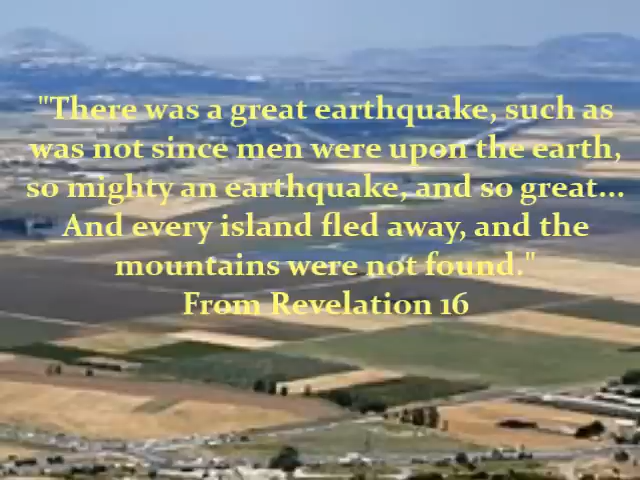 "There was a great earthquake, such as
was not since men were upon the earth,
so mighty an earthquake, and so great...
And every island fled away, and the
mountains were not found."
From Revelation 16